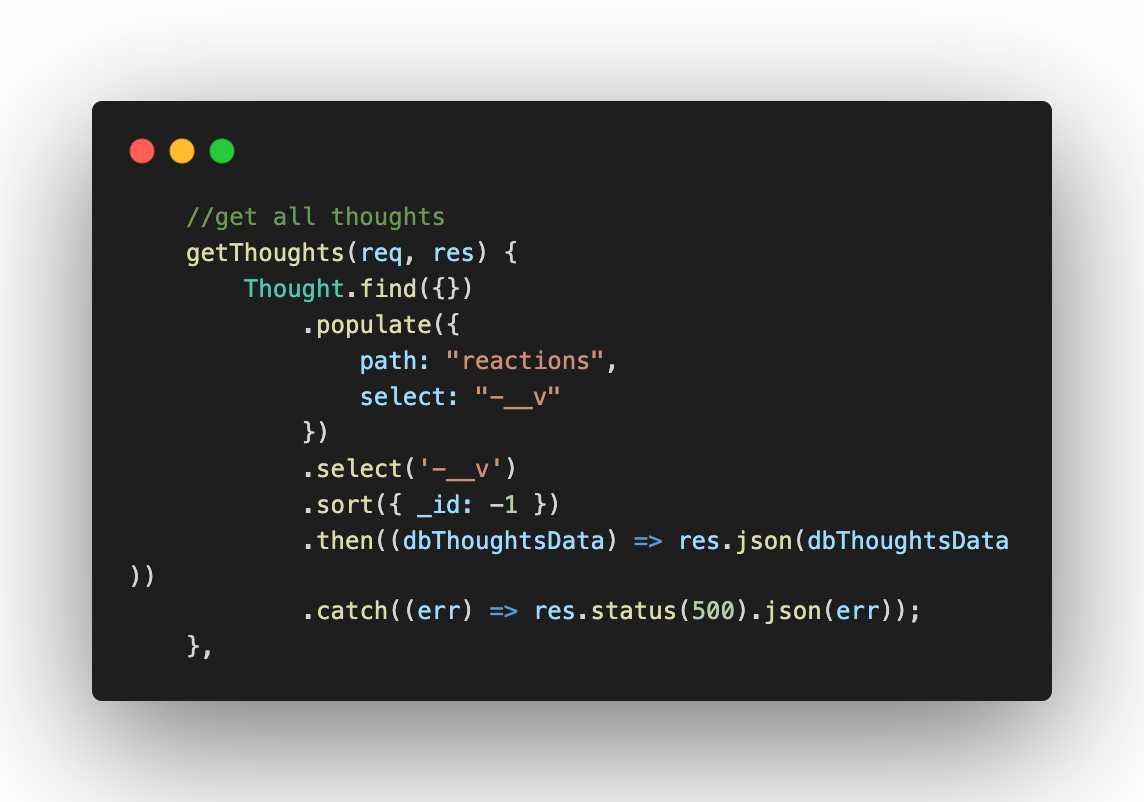 //get all thoughts
getThoughts(req, res) {
Thought.find({})
.populate({
path: "reactions",
select: "-__v"
})
.select('-__v')
.sort({ _id: -1 })
.then((dbThoughtsData) => res.json(dbThoughtsData
))
.catch((err) => res.status(500).json(err));
},